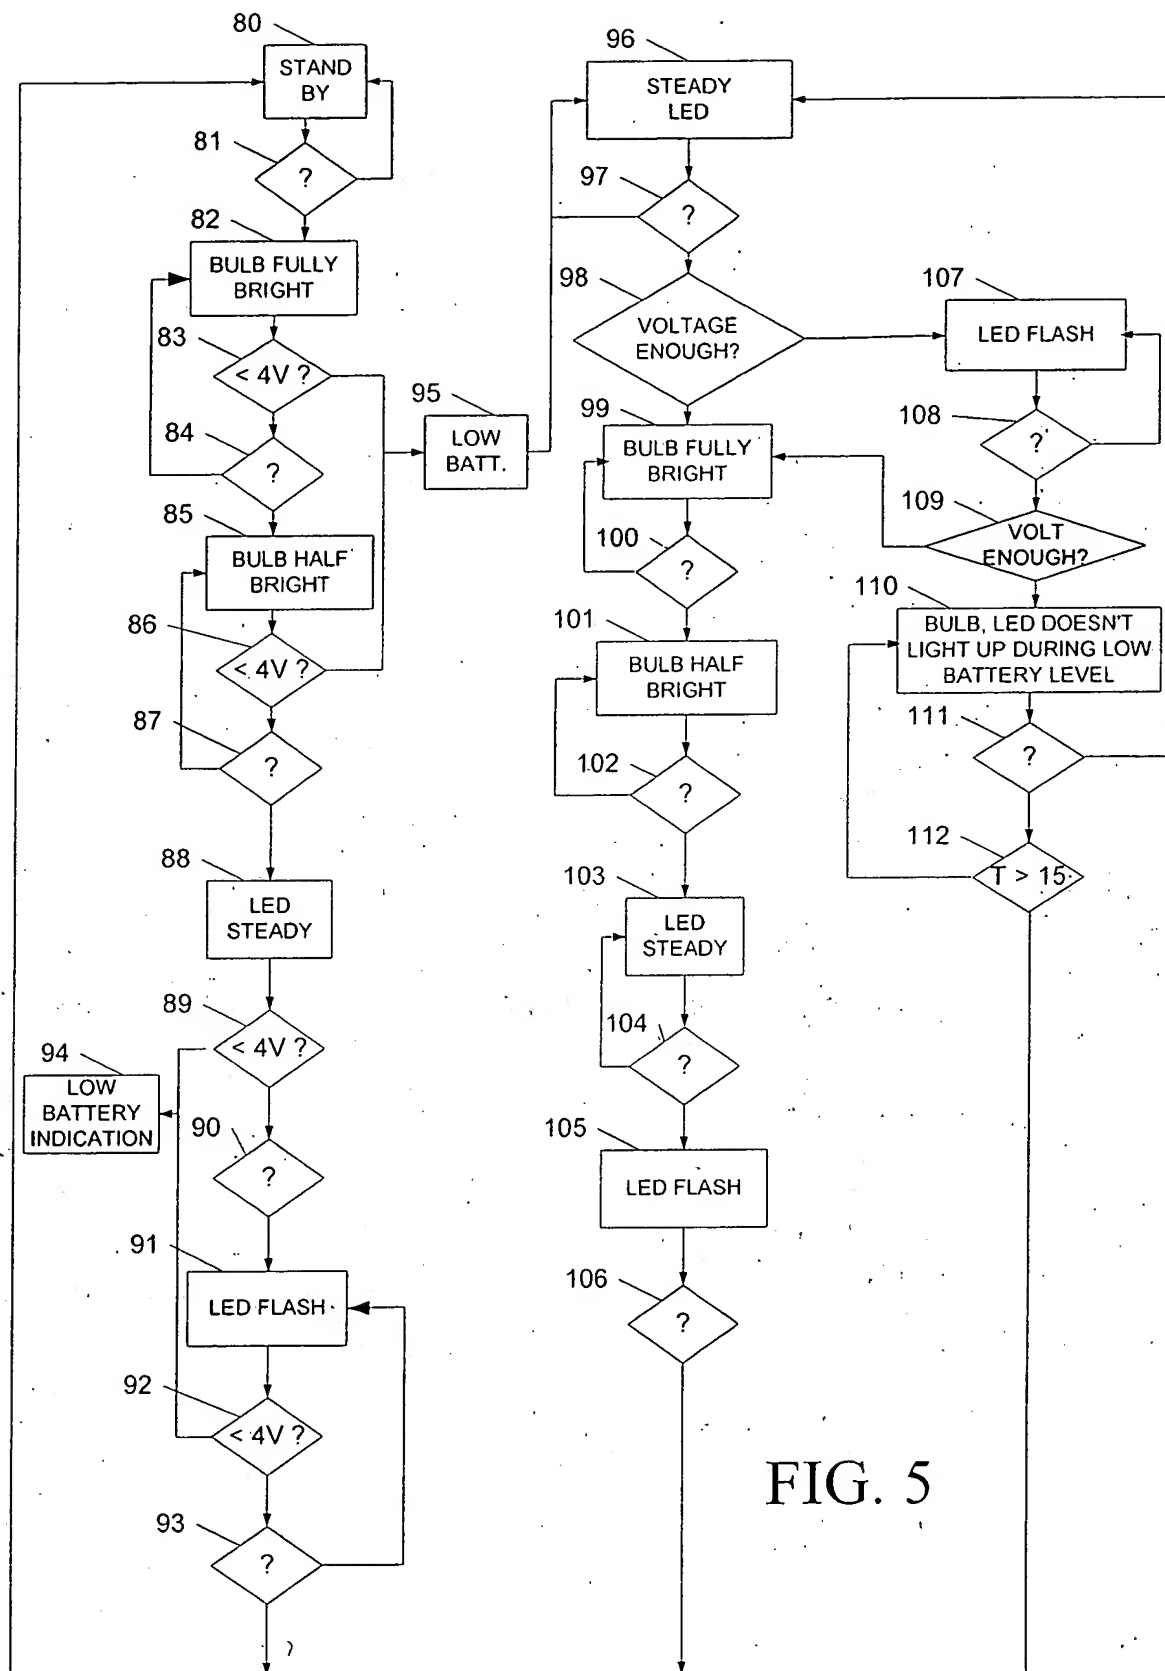 80
STAND
BY
81
?
82
BULB FULLY
BRIGHT
83
< 4V ?
84
?
85
BULB HALF
BRIGHT
86
< 4V ?
87
?
88
LED
STEADY
89
< 4V ?
94
LOW
BATTERY
INDICATION
90
?
91
LED FLASH
92
< 4V ?
93
?
95
LOW
BATT.
96
STEADY
LED
97
?
98
VOLTAGE
ENOUGH?
99
BULB FULLY
BRIGHT
100
?
101
BULB HALF
BRIGHT
102
?
103
LED
STEADY
104
?
105
LED FLASH
106
?
107
LED FLASH
108
?
109
VOLT
ENOUGH?
110
BULB, LED DOESN'T
LIGHT UP DURING LOW
BATTERY LEVEL
111
?
112
T > 15
FIG. 5